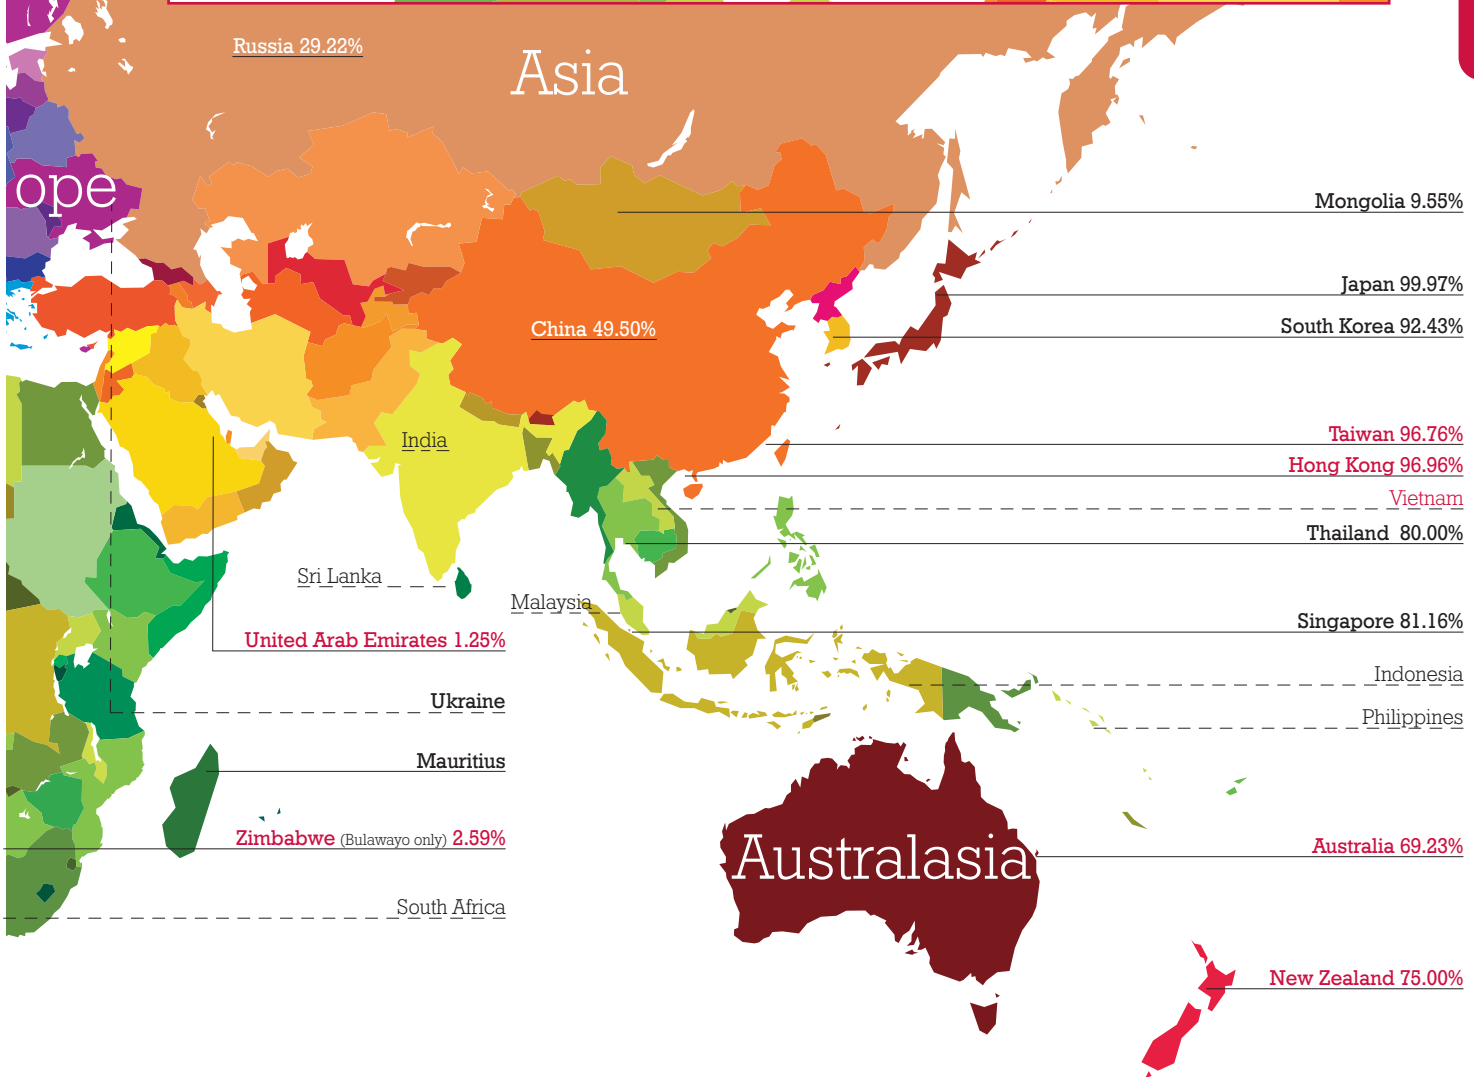 Russia 29.22%
Asia
ope
Mongolia 9.55%
Japan 99.97%
South Korea 92.43%
China 49.50%
Taiwan 96.76%
India
Hong Kong 96.96%
Vietnam
Thailand 80.00%
Sri Lanka
Malaysia
Singapore 81.16%
United Arab Emirates 1.25%
Indonesia
Ukraine
Philippines
Mauritius
Zimbabwe (Bulawayo only) 2.59%
Australia 69.23%
Australasia
South Africa
New Zealand 75.00%